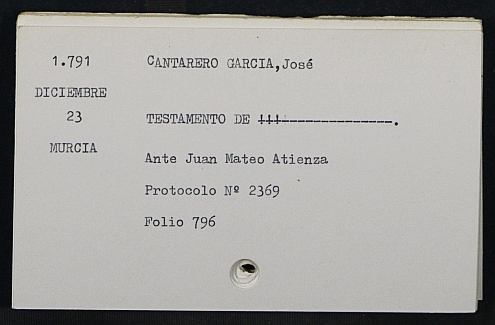 1.791 CANTARERO GARCIA,José
DICIEMBRE
23 TESTAMENTO DE ‡‡‡---------------.
MURCIA
Ante Juan Mateo Atienza
Protocolo Nº 2369
Folio 796